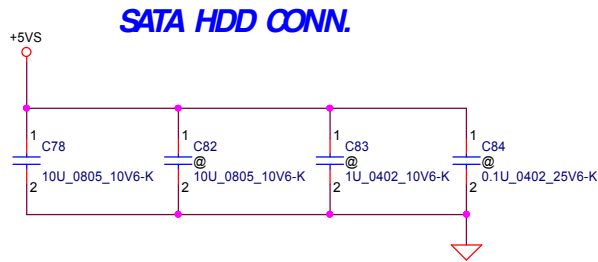 SATA HDD CONN.
+5VS
1 1 1 1
C78 C82 C83 C84
@ @ @
10U_0805_10V6-K 10U_0805_10V6-K 1U_0402_10V6-K 0.1U_0402_25V6-K
2 2 2 2